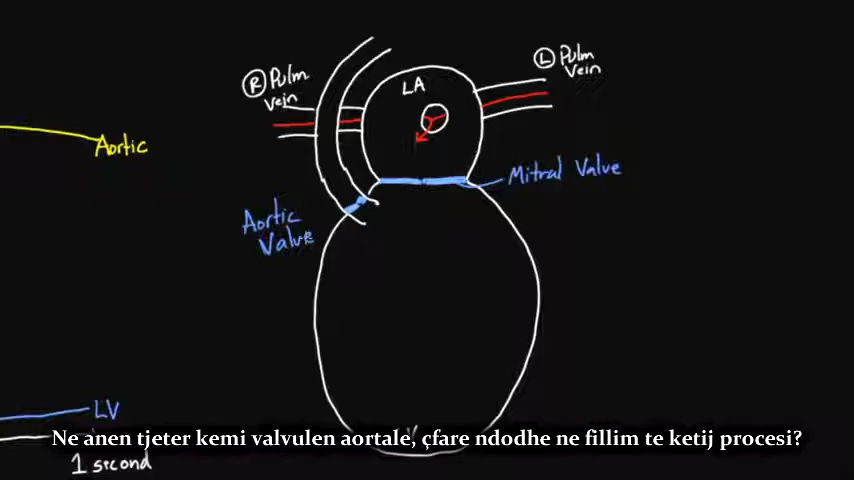 Ⓡ Pulm
vein
LA
Ⓛ Pulm
vein
Aortic
Mitral Valve
Aortic
Valve
LV
1 second
Ne anen tjeter kemi valvulen aortale, çfare ndodhe ne fillim te ketij procesi?